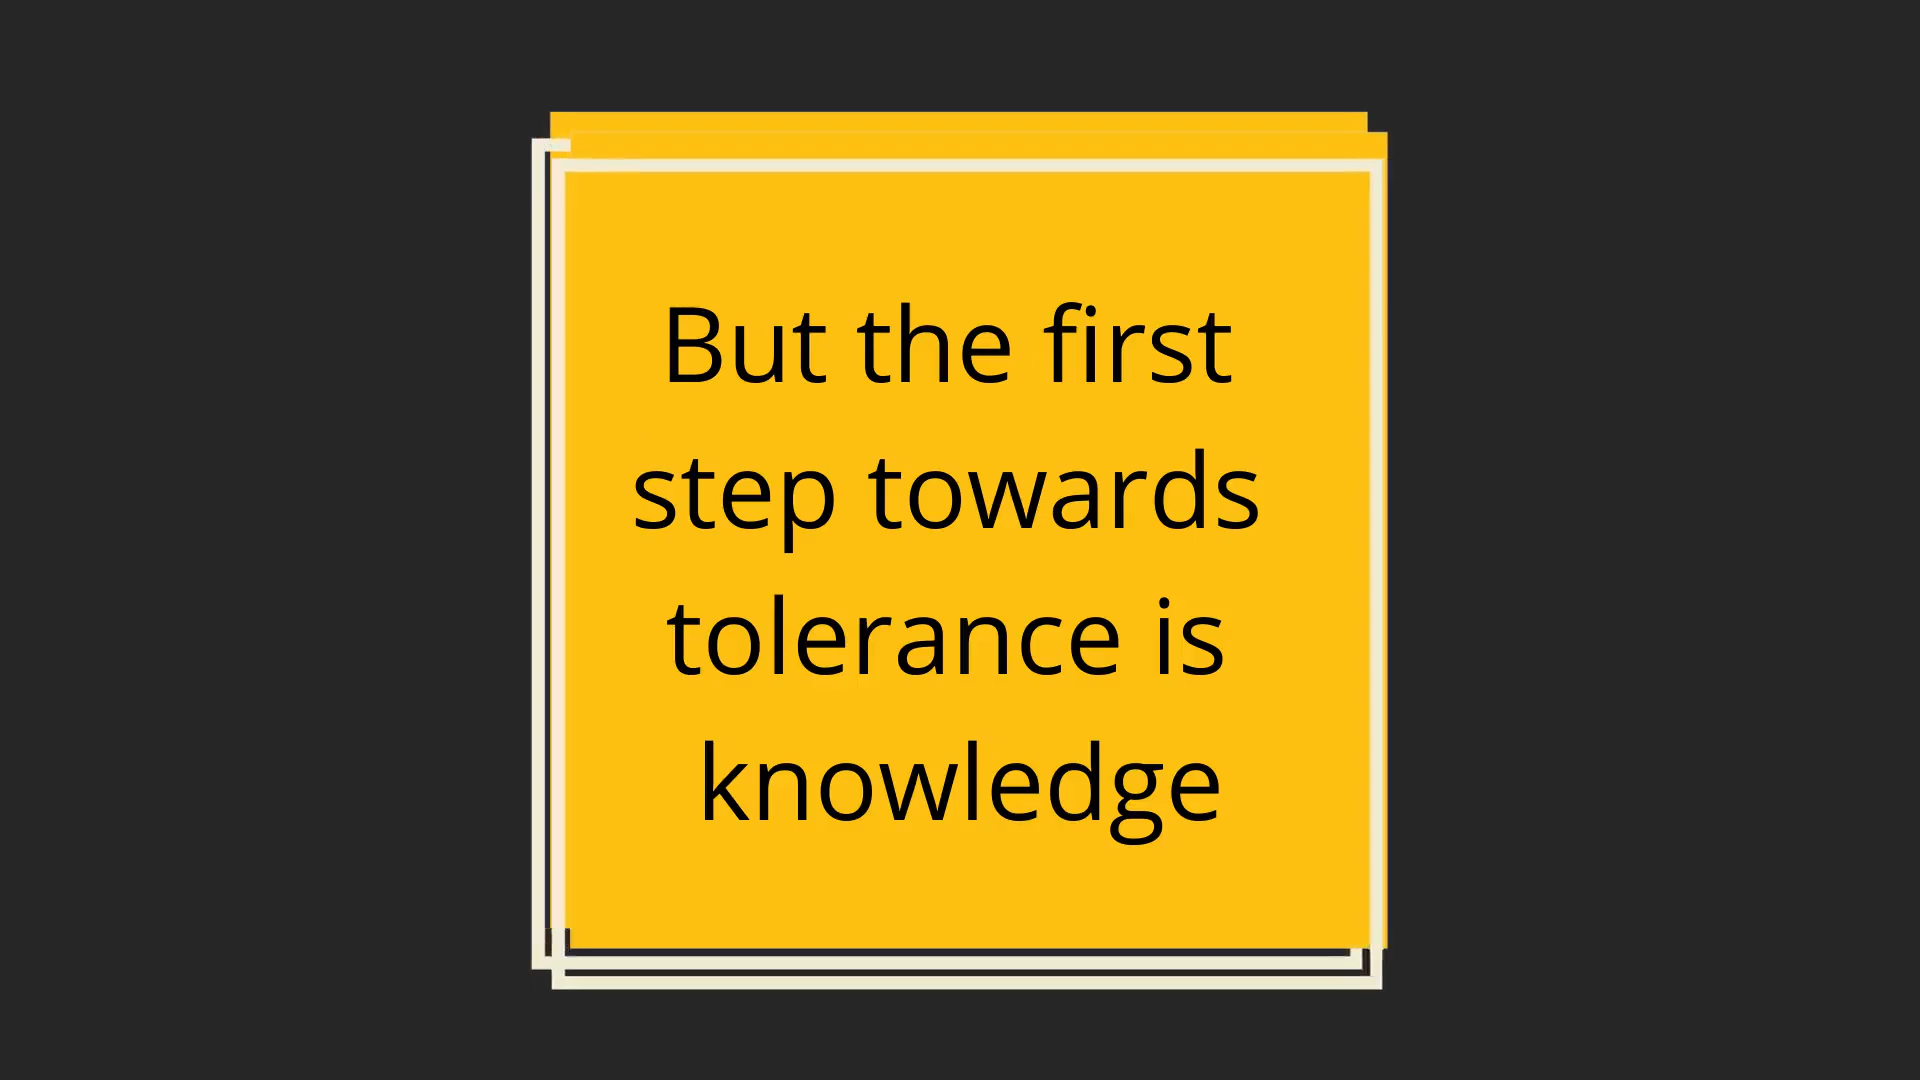 But the first
step towards
tolerance is
knowledge